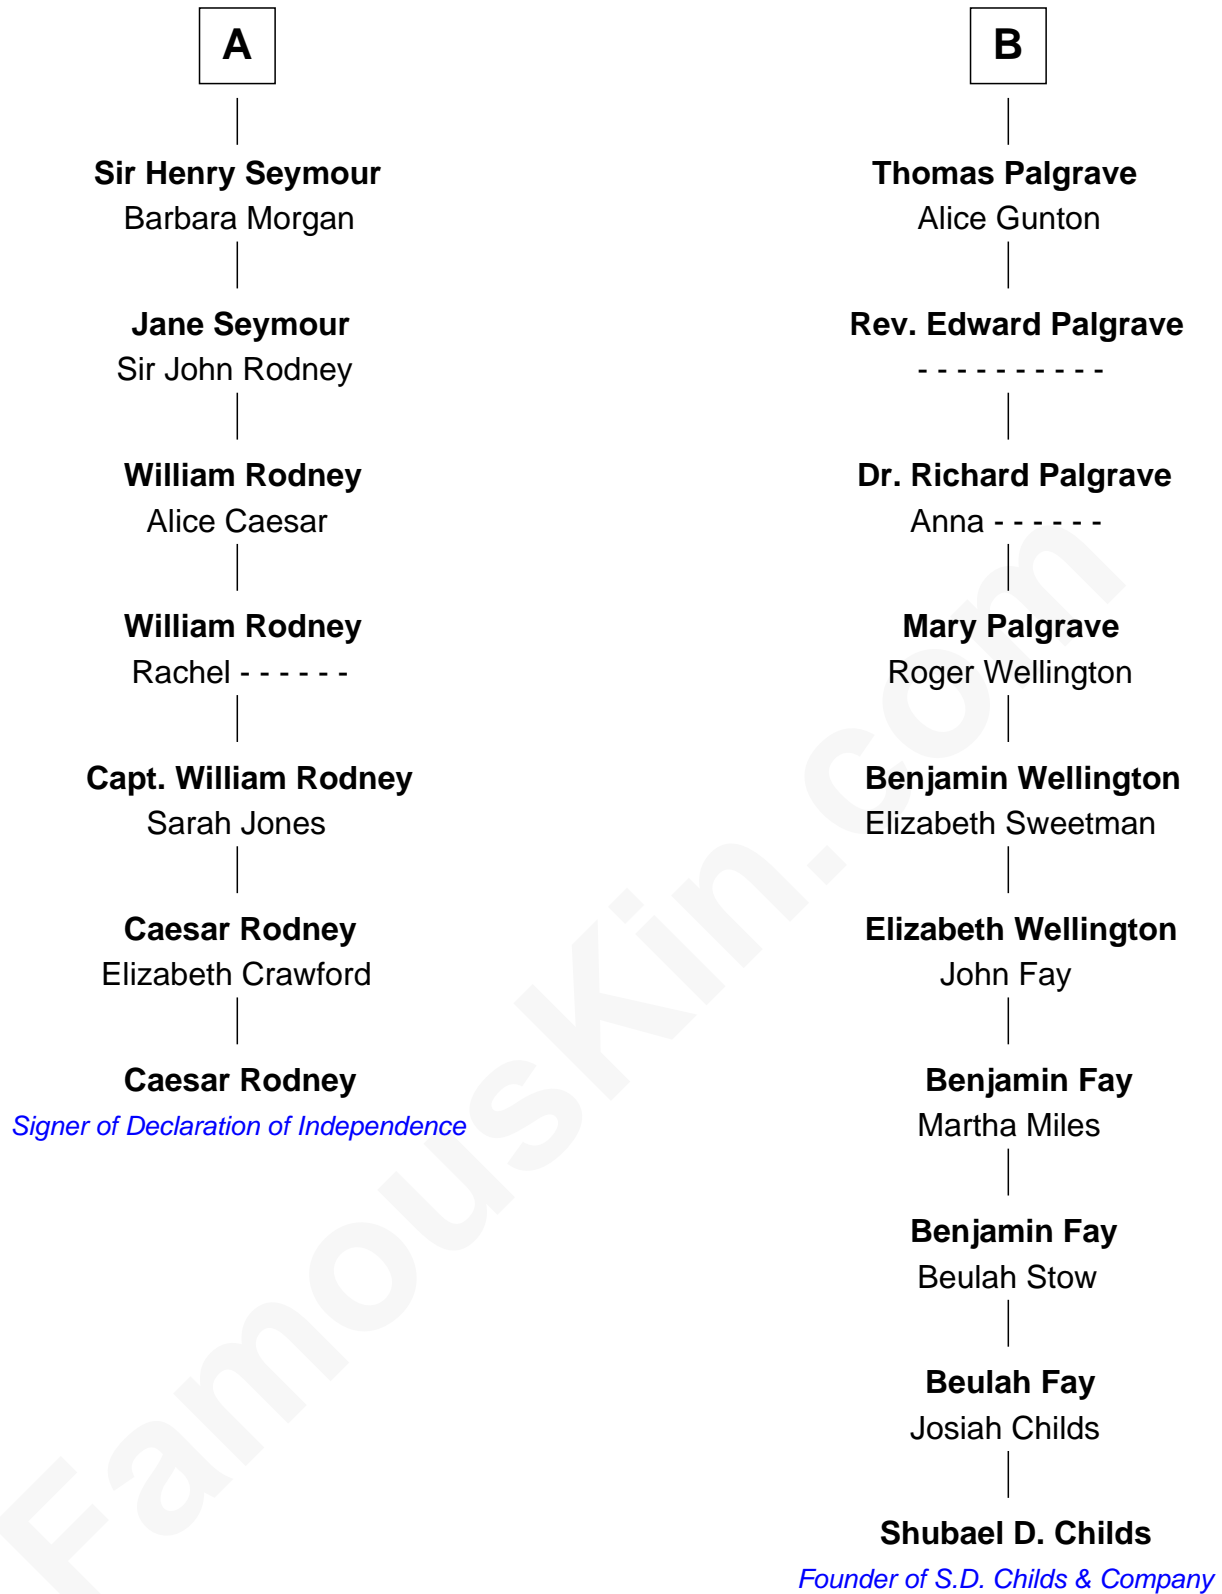 A
Sir Henry Seymour
Barbara Morgan
Jane Seymour
Sir John Rodney
William Rodney
Alice Caesar
William Rodney
Rachel - - - - - -
Capt. William Rodney
Sarah Jones
Caesar Rodney
Elizabeth Crawford
Caesar Rodney
Signer of Declaration of Independence
B
Thomas Palgrave
Alice Gunton
Rev. Edward Palgrave
- - - - - - - - - -
Dr. Richard Palgrave
Anna - - - - - -
Mary Palgrave
Roger Wellington
Benjamin Wellington
Elizabeth Sweetman
Elizabeth Wellington
John Fay
Benjamin Fay
Martha Miles
Benjamin Fay
Beulah Stow
Beulah Fay
Josiah Childs
Shubael D. Childs
Founder of S.D. Childs & Company
FamousKin.com